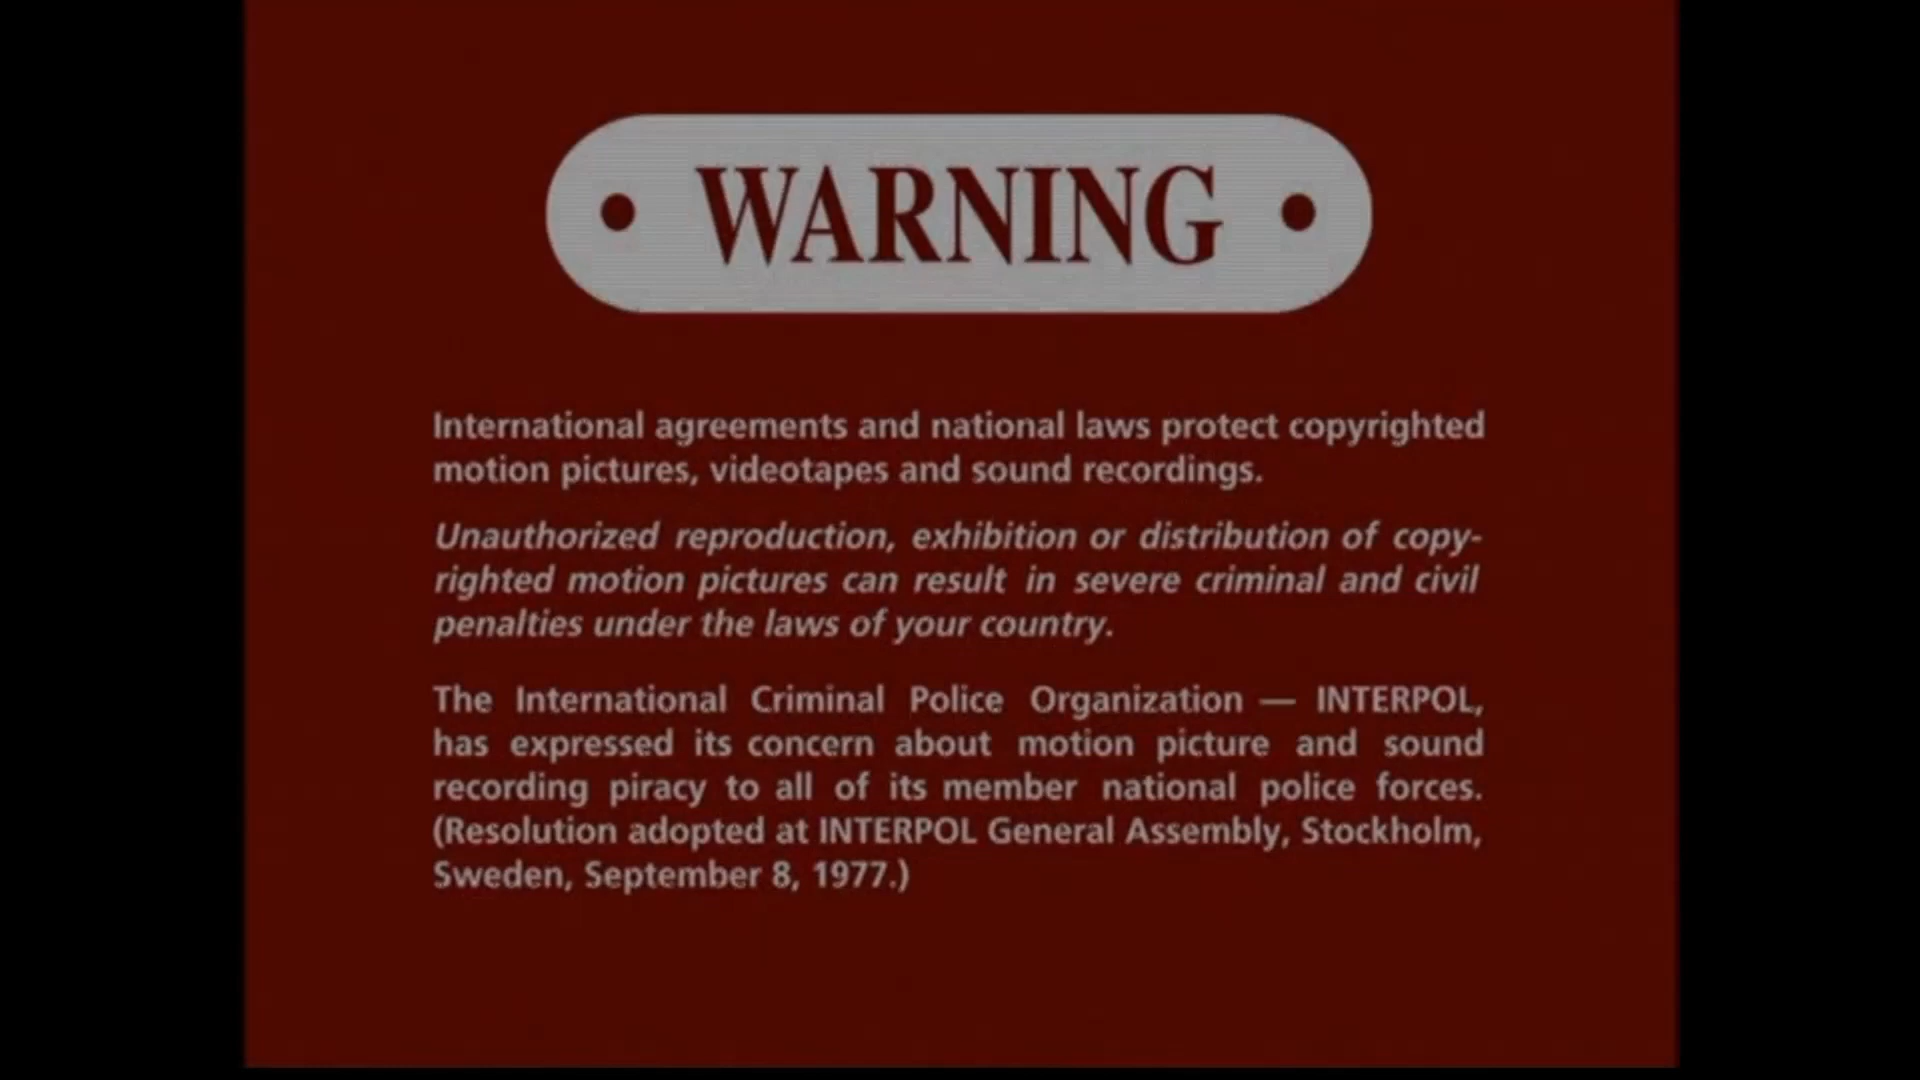 • WARNING •
International agreements and national laws protect copyrighted
motion pictures, videotapes and sound recordings.
Unauthorized reproduction, exhibition or distribution of copy-
righted motion pictures can result in severe criminal and civil
penalties under the laws of your country.
The International Criminal Police Organization — INTERPOL,
has expressed its concern about motion picture and sound
recording piracy to all of its member national police forces.
(Resolution adopted at INTERPOL General Assembly, Stockholm,
Sweden, September 8, 1977.)